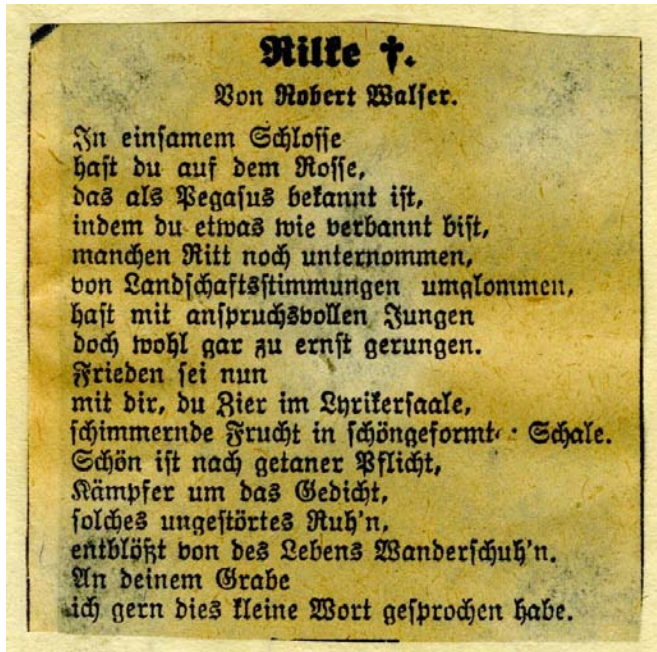 Rilke †.
Von Robert Walser.
In einsamem Schlosse
hast du auf dem Rosse,
das als Pegasus bekannt ist,
indem du etwas wie verbannt bist,
manchen Ritt noch unternommen,
von Landschaftsstimmungen umglommen,
hast mit anspruchsvollen Jungen
doch wohl gar zu ernst gerungen.
Frieden sei nun
mit dir, du Zier im Lyrikersaale,
schimmernde Frucht in Schale.
Schön ist nach getaner Pflicht,
Kämpfer um das Gedicht,
solches ungestörtes Ruh'n,
entblößt von des Lebens Wanderschuh'n.
An deinem Grabe
ich gern dies kleine Wort gesprochen habe.